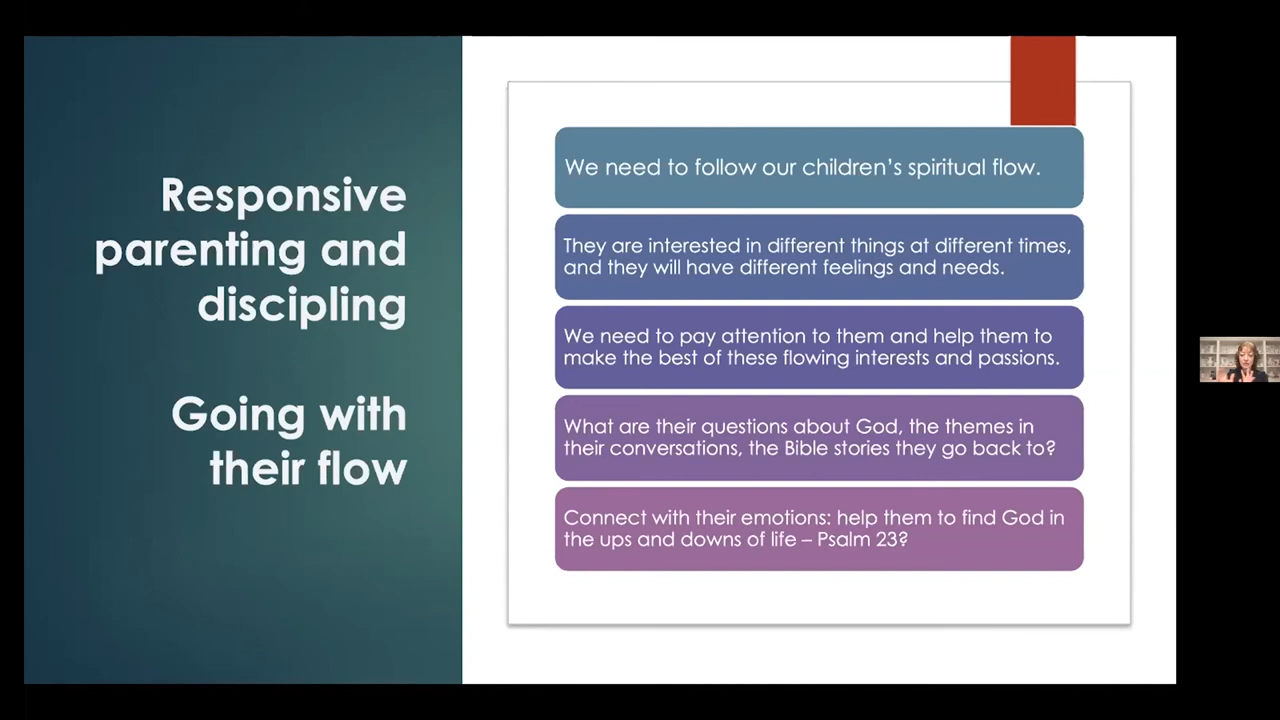 Responsive
parenting and
discipling
Going with
their flow
We need to follow our children’s spiritual flow.
They are interested in different things at different times,
and they will have different feelings and needs.
We need to pay attention to them and help them to
make the best of these flowing interests and passions.
What are their questions about God, the themes in
their conversations, the Bible stories they go back to?
Connect with their emotions: help them to find God in
the ups and downs of life – Psalm 23?